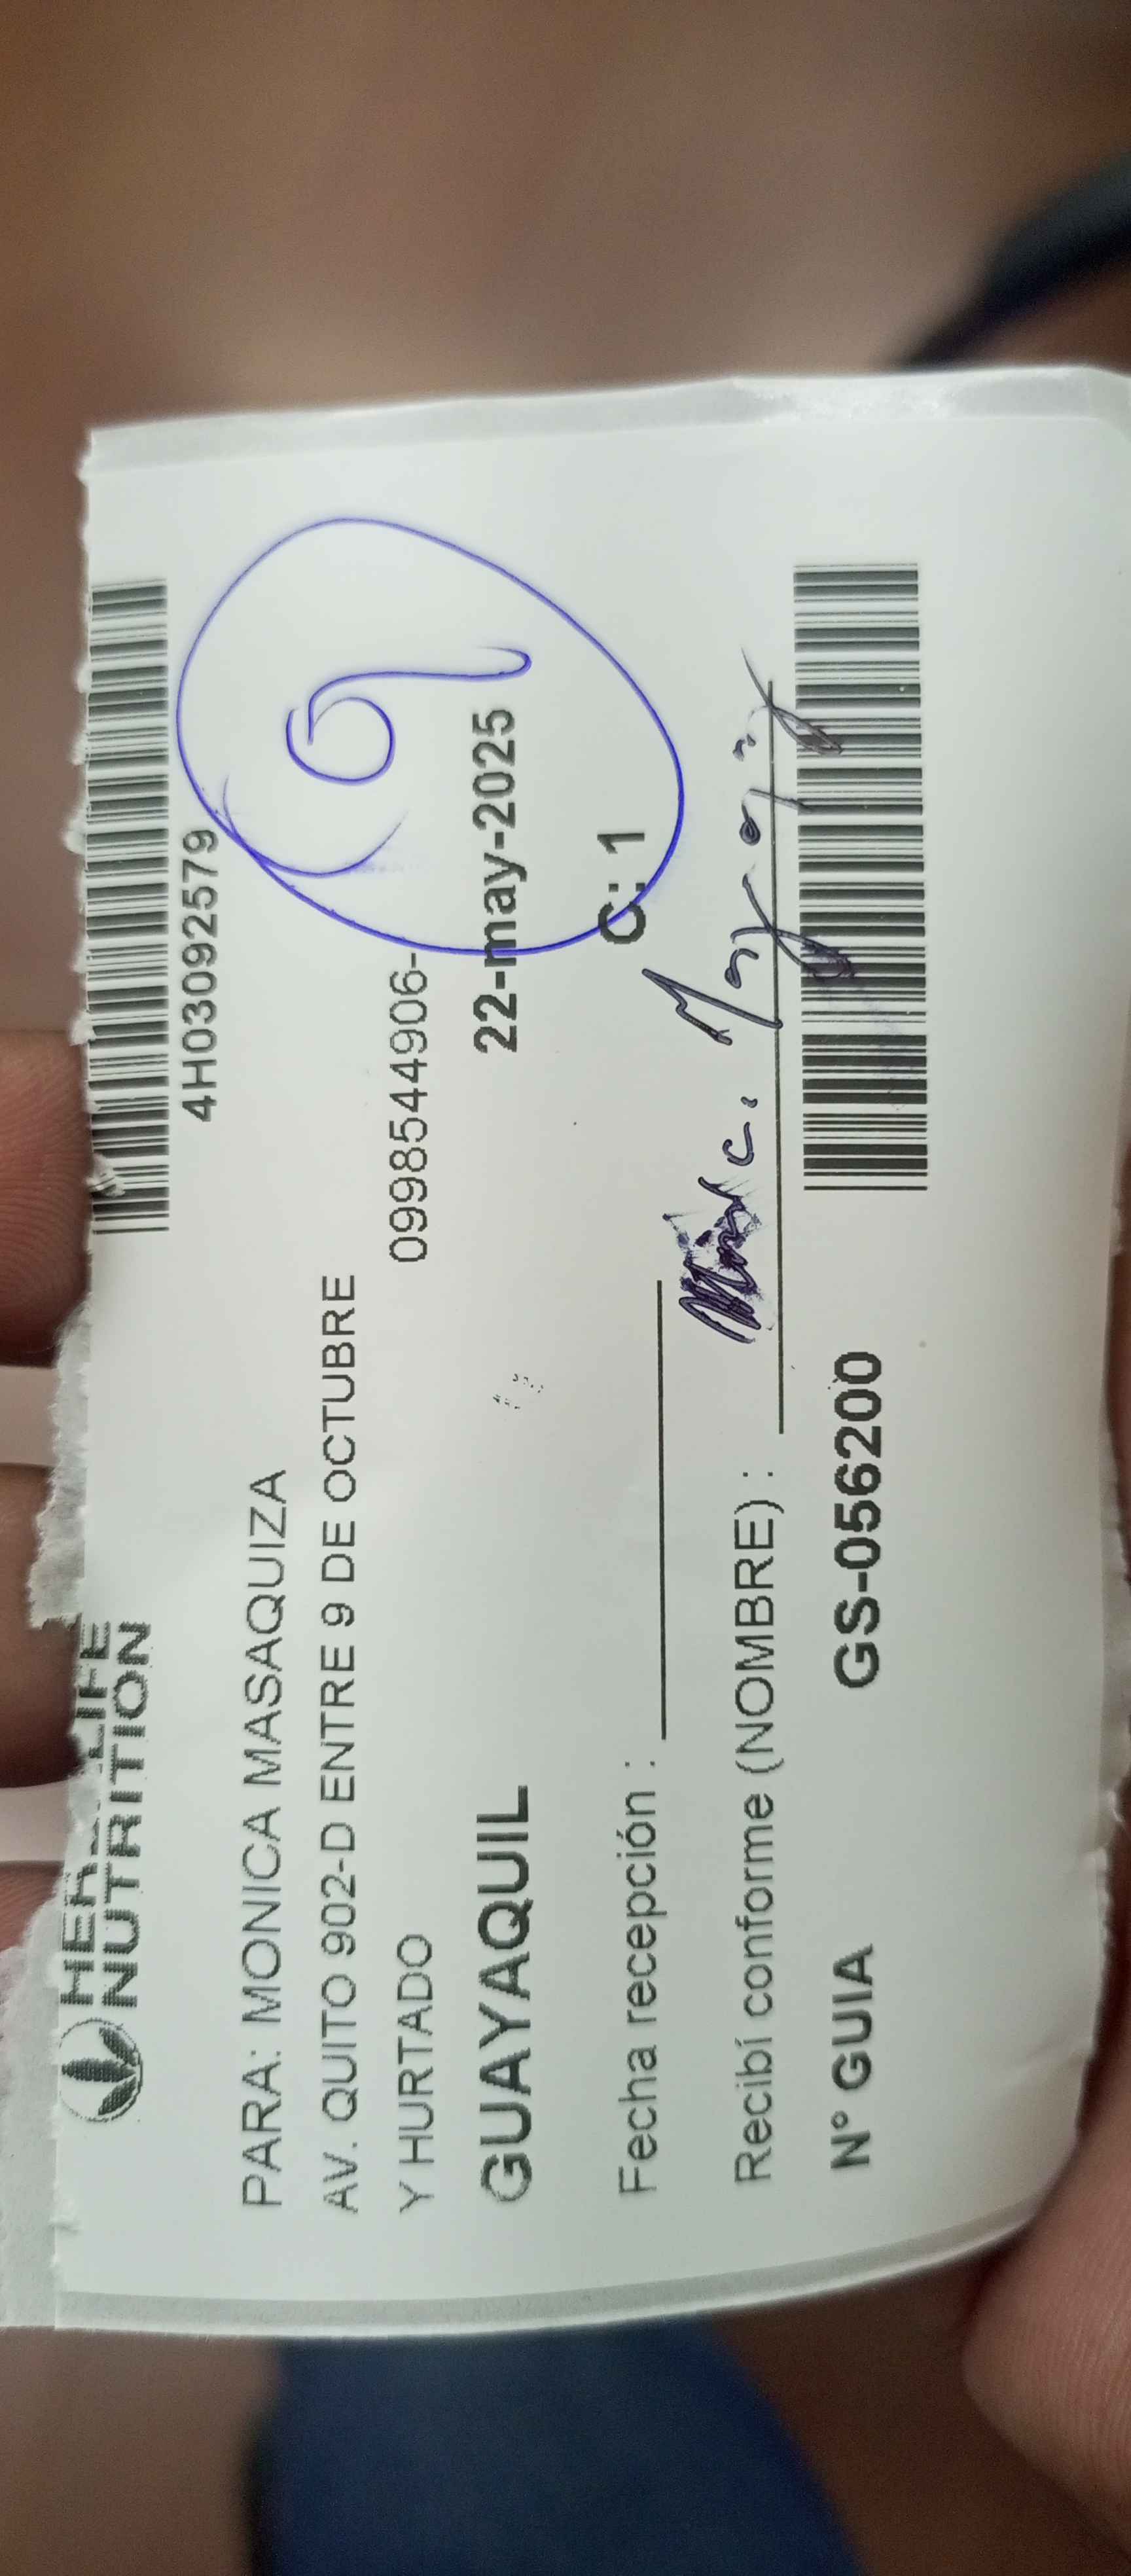 HERBALIFE
NUTRITION
4H03092579
PARA: MONICA MASAQUIZA
AV. QUITO 902-D ENTRE 9 DE OCTUBRE
Y HURTADO
0998544906-
9
GUAYAQUIL
22-may-2025
Fecha recepción :
C: 1
Recibí conforme (NOMBRE) :
N° GUIA
GS-056200